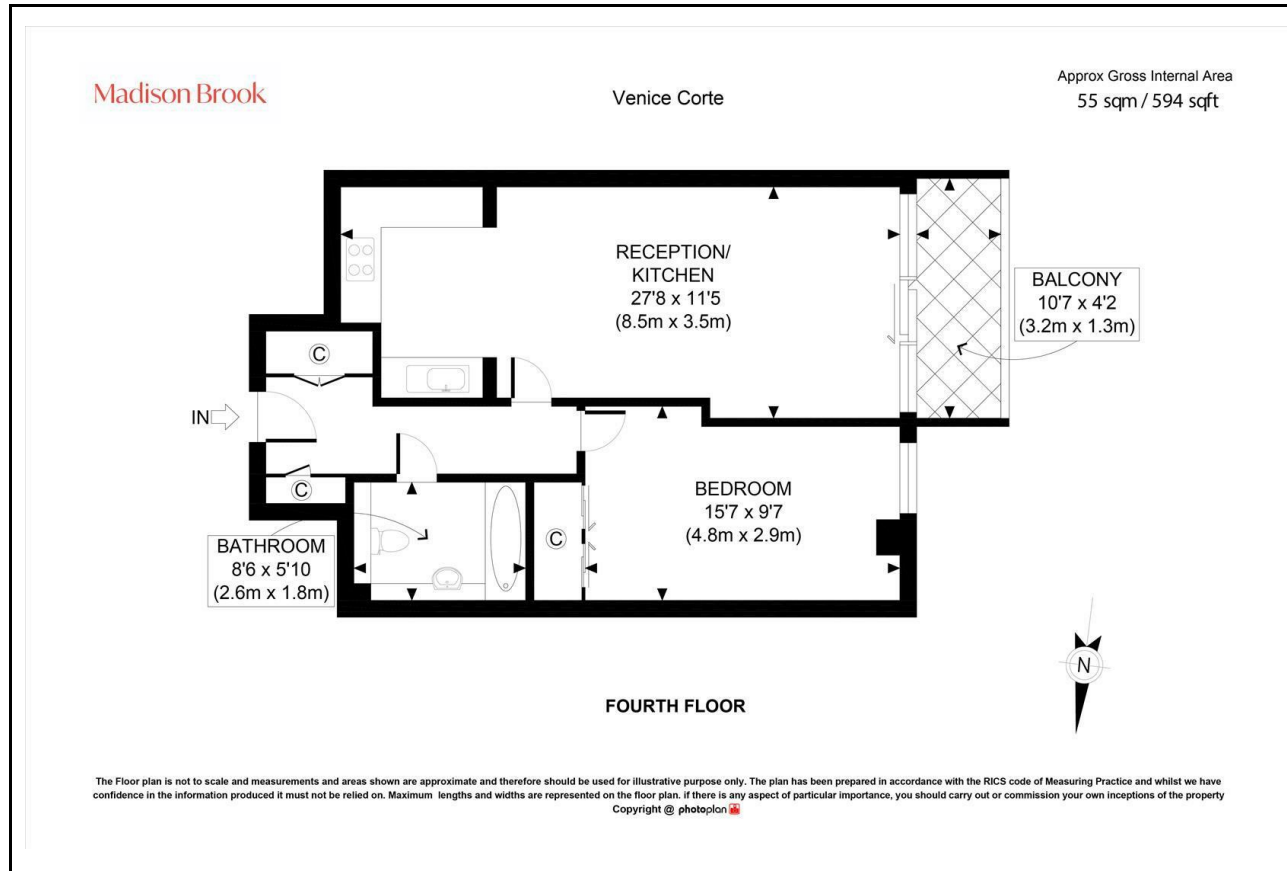 Madison Brook
Venice Corte
Approx Gross Internal Area
55 sqm / 594 sqft
RECEPTION/
KITCHEN
27'8 x 11'5
(8.5m x 3.5m)
BALCONY
10'7 x 4'2
(3.2m x 1.3m)
C
IN
C
BEDROOM
15'7 x 9'7
(4.8m x 2.9m)
C
BATHROOM
8'6 x 5'10
(2.6m x 1.8m)
N
FOURTH FLOOR
The Floor plan is not to scale and measurements and areas shown are approximate and therefore should be used for illustrative purpose only. The plan has been prepared in accordance with the RICS code of Measuring Practice and whilst we have
confidence in the information produced it must not be relied on. Maximum lengths and widths are represented on the floor plan. if there is any aspect of particular importance, you should carry out or commission your own inceptions of the property
Copyright @ photoplan